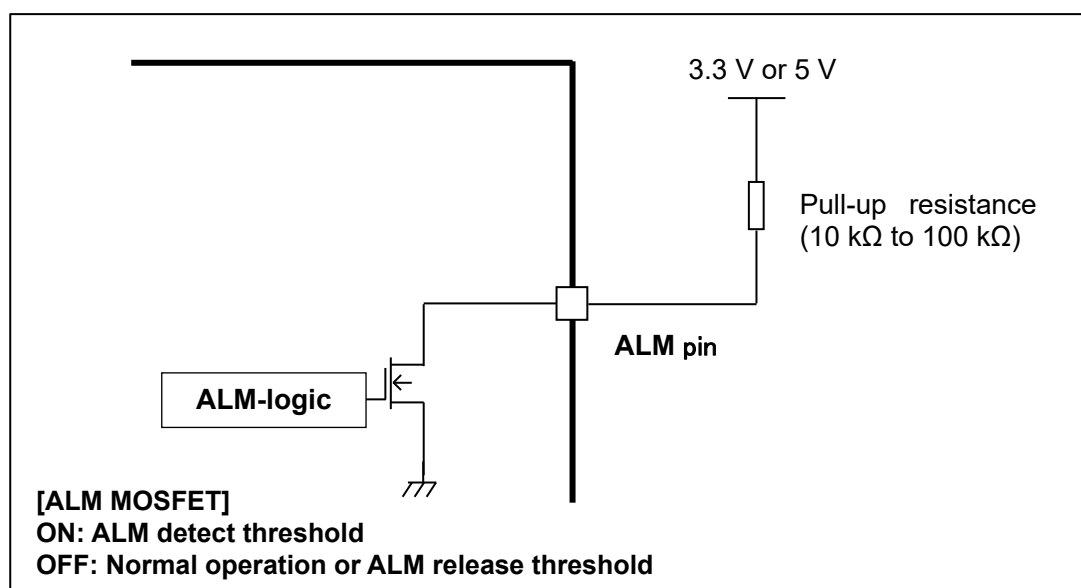 3.3 V or 5 V
Pull-up resistance
(10 kΩ to 100 kΩ)
ALM pin
ALM-logic
[ALM MOSFET]
ON: ALM detect threshold
OFF: Normal operation or ALM release threshold